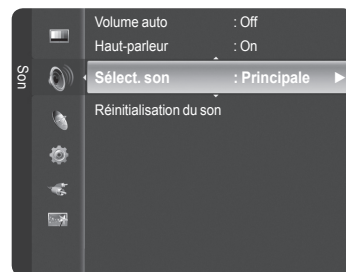 Son
Volume auto : Off
Haut-parleur : On
Sélect. son : Principale
Réinitialisation du son